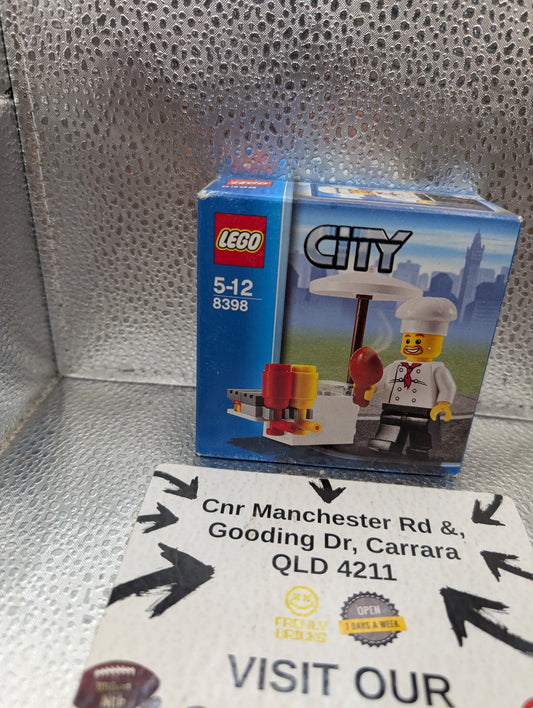 LEGO
CITY
5-12
8398
Cnr Manchester Rd &,
Gooding Dr, Carrara
QLD 4211
FRENLY
BRICKS
OPEN
7 DAYS A WEEK
VISIT OUR